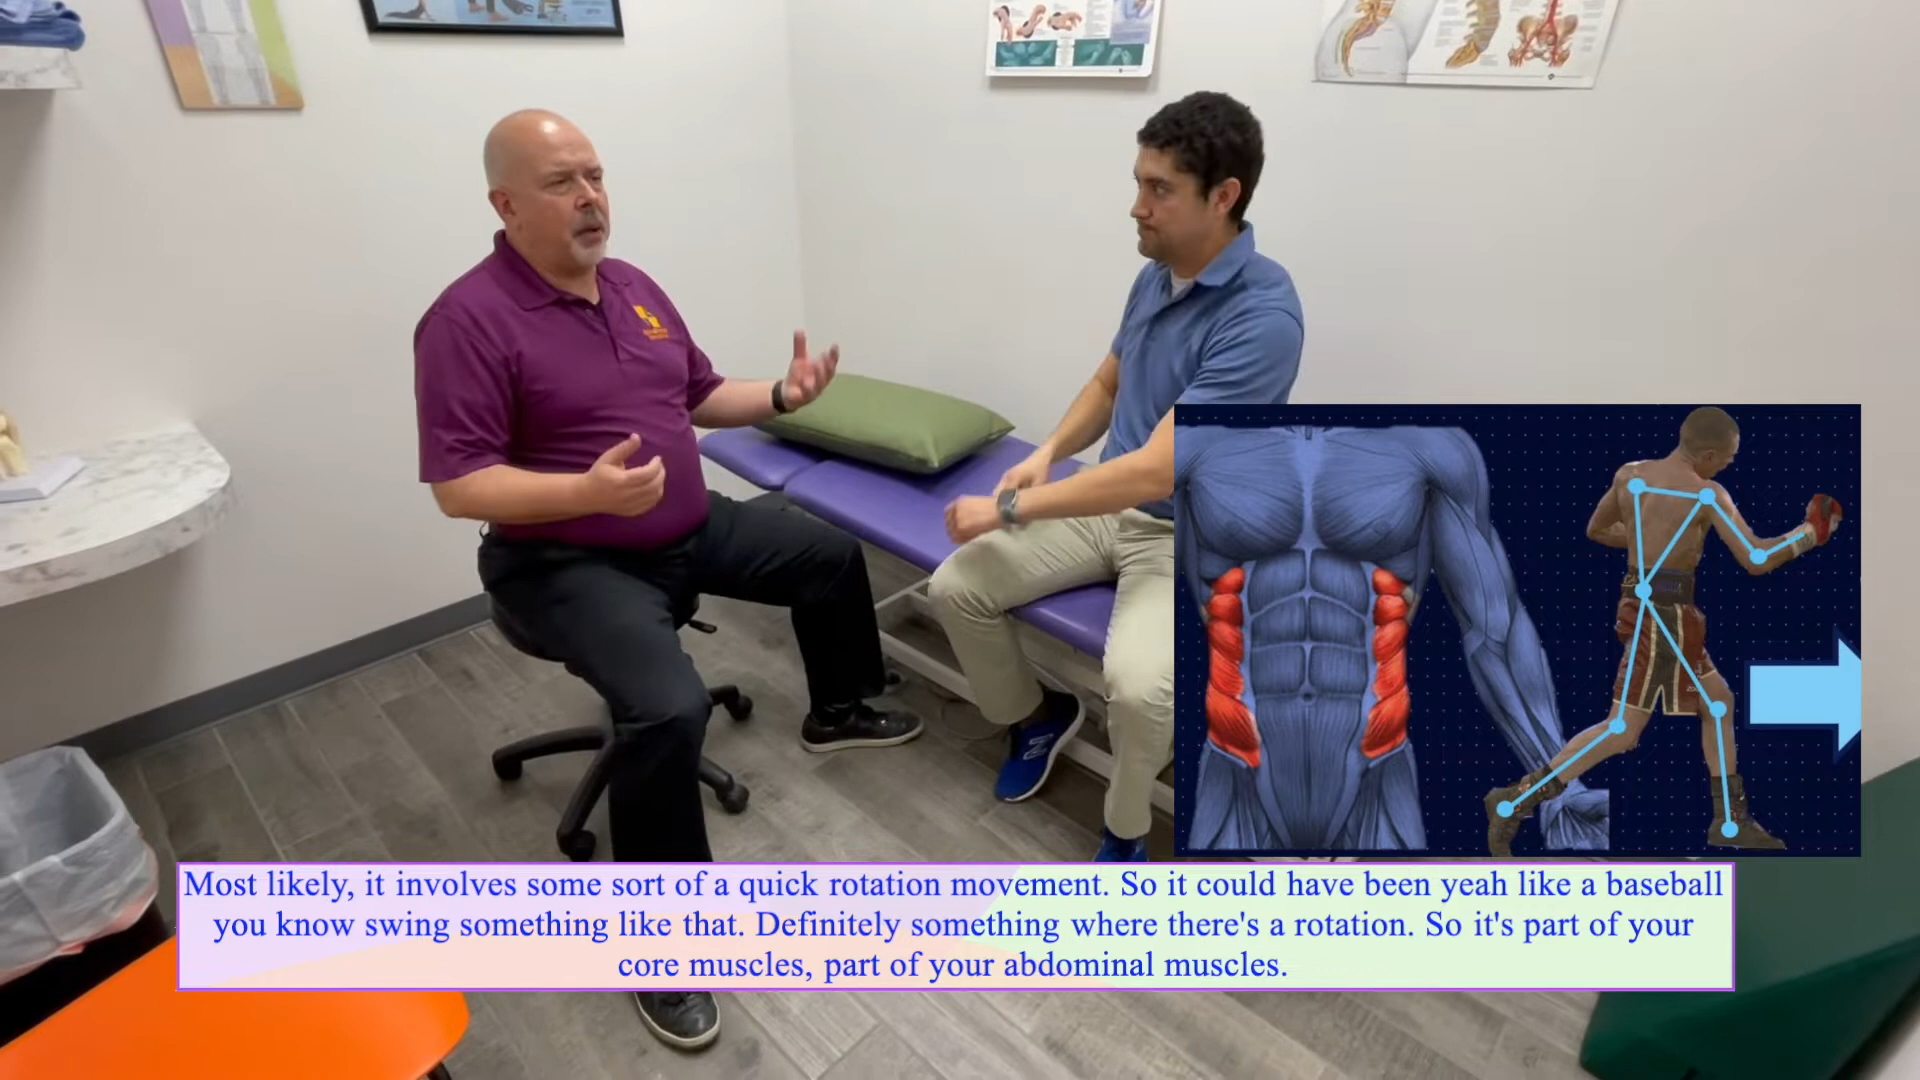 Most likely, it involves some sort of a quick rotation movement. So it could have been yeah like a baseball
you know swing something like that. Definitely something where there's a rotation. So it's part of your
core muscles, part of your abdominal muscles.